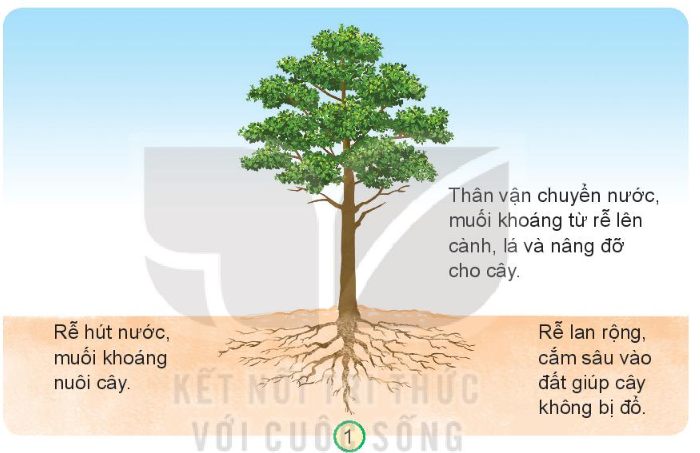 Thân vận chuyển nước,
muối khoáng từ rễ lên
cành, lá và nâng đỡ
cho cây.
Rễ hút nước,
muối khoáng
nuôi cây.
Rễ lan rộng,
cắm sâu vào
đất giúp cây
không bị đổ.
KẾT NỐI TRI THỨC
VỚI CUỘC SỐNG
1